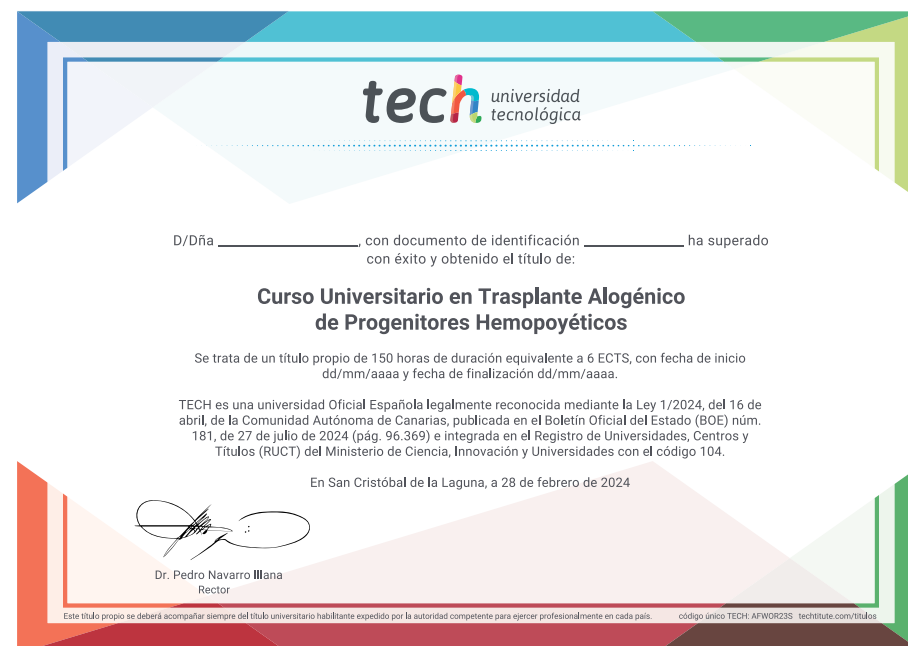 tech universidad
tecnológica
D/Dña ____________________, con documento de identificación ______________ ha superado
con éxito y obtenido el título de:
Curso Universitario en Trasplante Alogénico
de Progenitores Hemopoyéticos
Se trata de un título propio de 150 horas de duración equivalente a 6 ECTS, con fecha de inicio
dd/mm/aaaa y fecha de finalización dd/mm/aaaa.
TECH es una universidad Oficial Española legalmente reconocida mediante la Ley 1/2024, del 16 de
abril, de la Comunidad Autónoma de Canarias, publicada en el Boletín Oficial del Estado (BOE) núm.
181, de 27 de julio de 2024 (pág. 96.369) e integrada en el Registro de Universidades, Centros y
Títulos (RUCT) del Ministerio de Ciencia, Innovación y Universidades con el código 104.
En San Cristóbal de la Laguna, a 28 de febrero de 2024
Dr. Pedro Navarro Illana
Rector
Este título propio se deberá acompañar siempre del título universitario habilitante expedido por la autoridad competente para ejercer profesionalmente en cada país. código único TECH: AFWOR23S techtitute.com/titulos